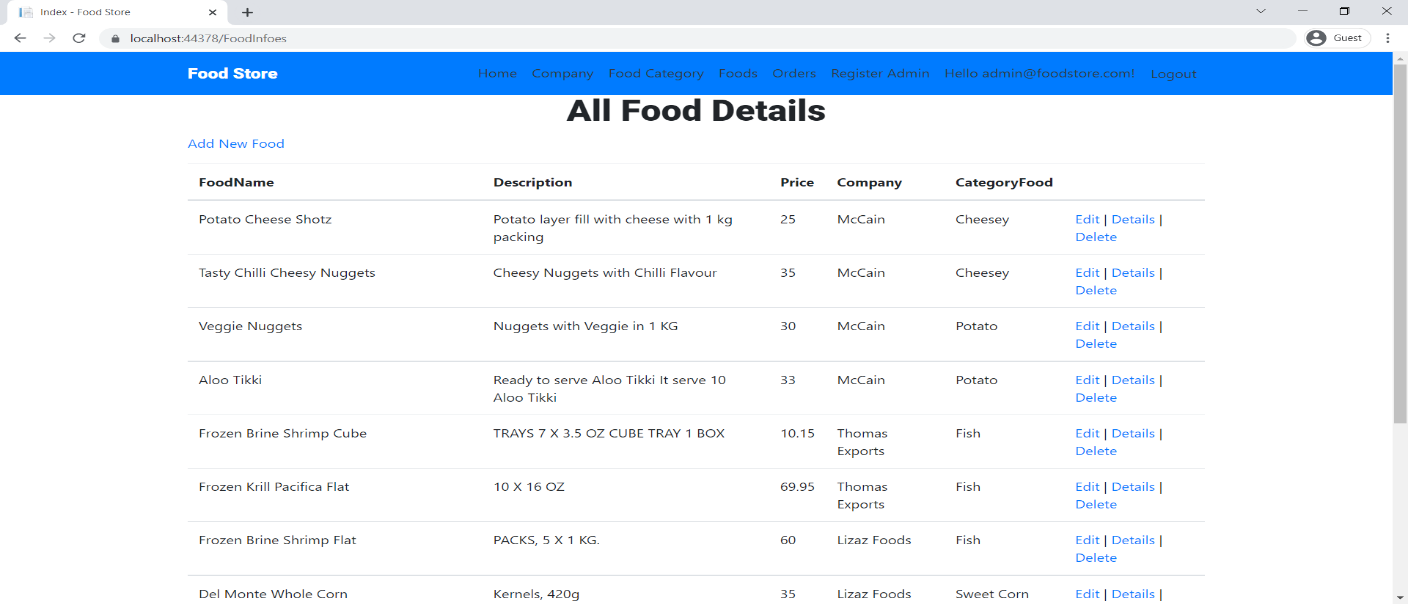 Index - Food Store
localhost:44378/FoodInfoes
Guest
Food Store Home Company Food Category Foods Orders Register Admin Hello admin@foodstore.com! Logout
All Food Details
Add New Food
FoodName Description Price Company CategoryFood
Potato Cheese Shotz Potato layer fill with cheese with 1 kg 25 McCain Cheesey Edit | Details |
packing Delete
Tasty Chilli Cheesy Nuggets Cheesy Nuggets with Chilli Flavour 35 McCain Cheesey Edit | Details |
Delete
Veggie Nuggets Nuggets with Veggie in 1 KG 30 McCain Potato Edit | Details |
Delete
Aloo Tikki Ready to serve Aloo Tikki It serve 10 33 McCain Potato Edit | Details |
Aloo Tikki Delete
Frozen Brine Shrimp Cube TRAYS 7 X 3.5 OZ CUBE TRAY 1 BOX 10.15 Thomas Fish Edit | Details |
Exports Delete
Frozen Krill Pacifica Flat 10 X 16 OZ 69.95 Thomas Fish Edit | Details |
Exports Delete
Frozen Brine Shrimp Flat PACKS, 5 X 1 KG. 60 Lizaz Foods Fish Edit | Details |
Delete
Del Monte Whole Corn Kernels, 420g 35 Lizaz Foods Sweet Corn Edit | Details |